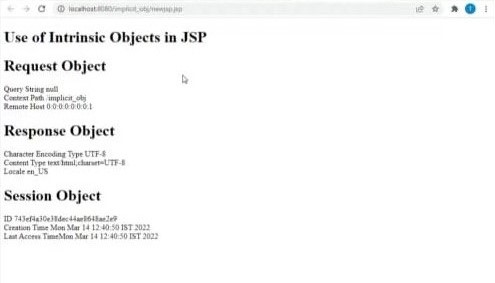 localhost:8080/implicit_obj/newjsp.jsp
Use of Intrinsic Objects in JSP
Request Object
Query String null
Context Path /implicit_obj
Remote Host 0:0:0:0:0:0:0:1
Response Object
Character Encoding Type UTF-8
Content Type text/html;charset=UTF-8
Locale en_US
Session Object
ID
Creation Time Mon Mar 14 12:40:50 IST 2022
Last Access TimeMon Mar 14 12:40:50 IST 2022